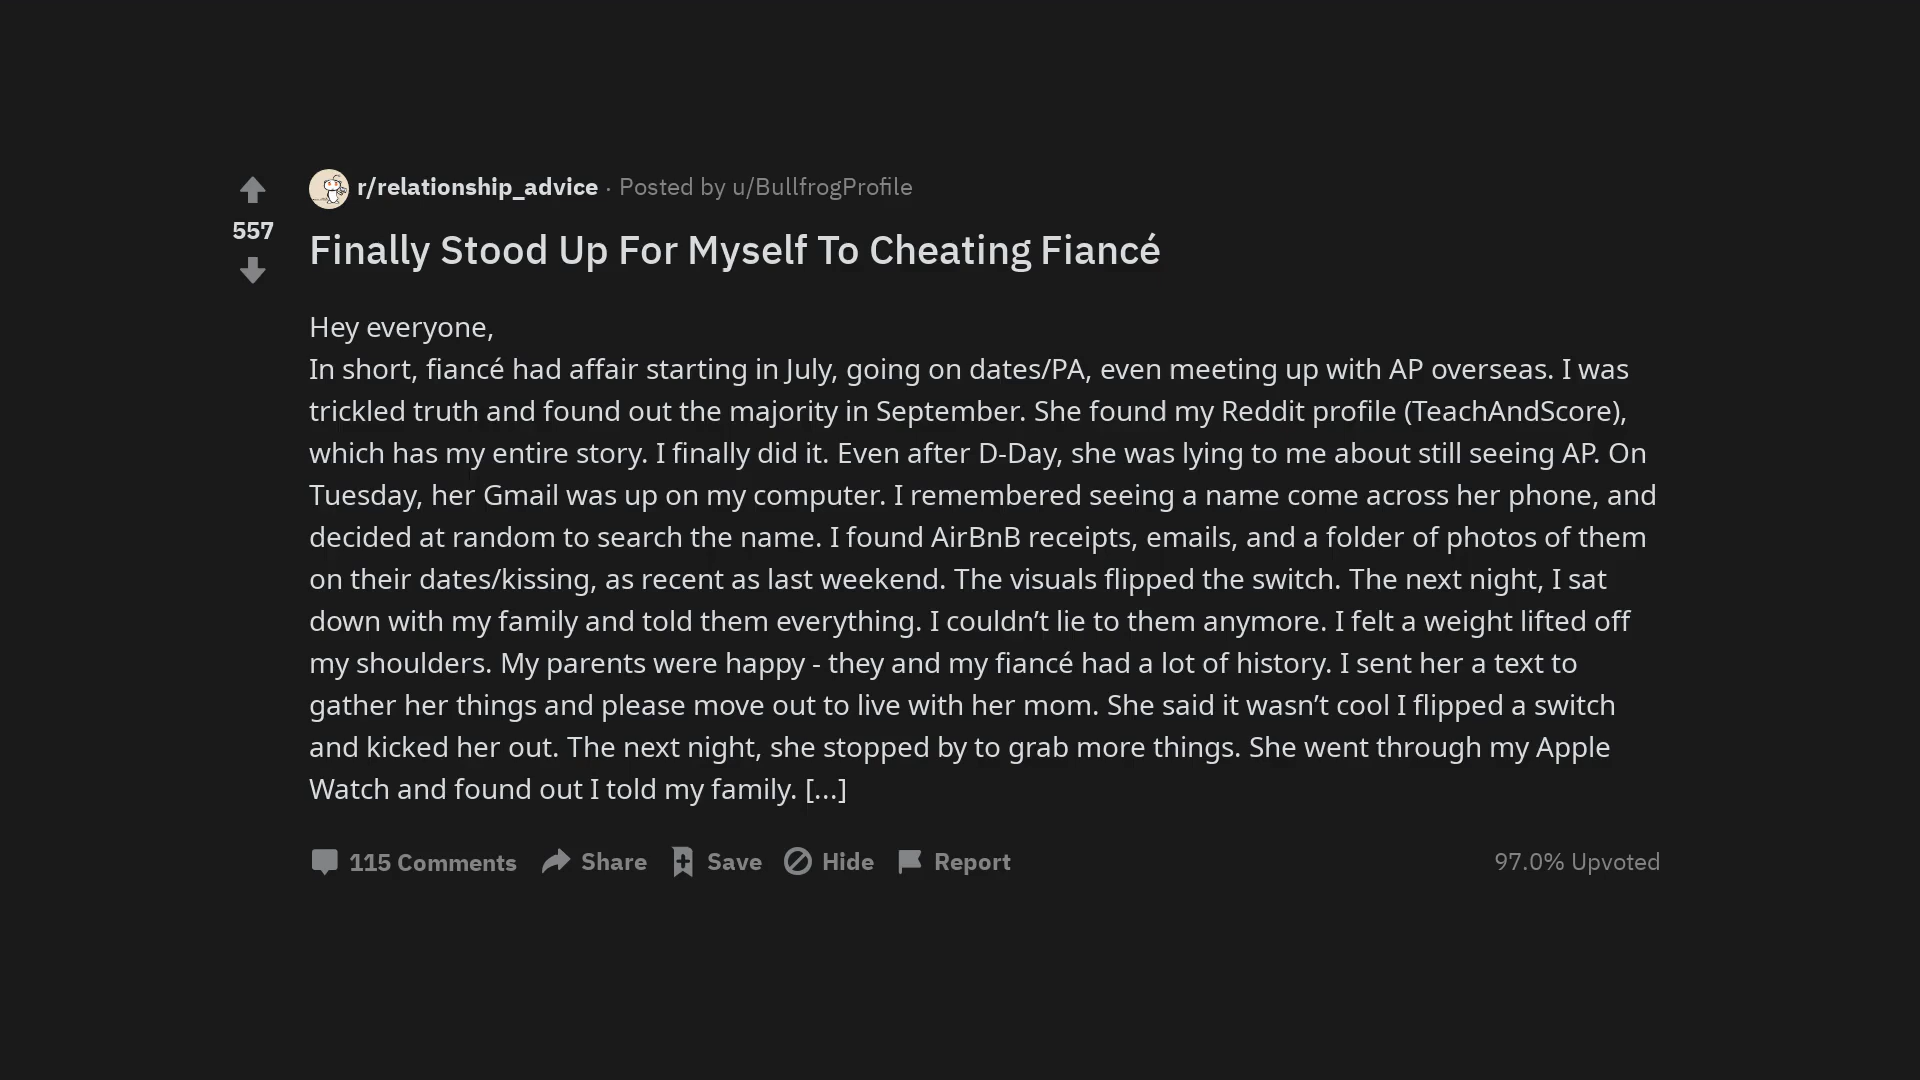 r/relationship_advice · Posted by u/BullfrogProfile
557
Finally Stood Up For Myself To Cheating Fiancé
Hey everyone,
In short, fiancé had affair starting in July, going on dates/PA, even meeting up with AP overseas. I was
trickled truth and found out the majority in September. She found my Reddit profile (TeachAndScore),
which has my entire story. I finally did it. Even after D-Day, she was lying to me about still seeing AP. On
Tuesday, her Gmail was up on my computer. I remembered seeing a name come across her phone, and
decided at random to search the name. I found AirBnB receipts, emails, and a folder of photos of them
on their dates/kissing, as recent as last weekend. The visuals flipped the switch. The next night, I sat
down with my family and told them everything. I couldn’t lie to them anymore. I felt a weight lifted off
my shoulders. My parents were happy - they and my fiancé had a lot of history. I sent her a text to
gather her things and please move out to live with her mom. She said it wasn’t cool I flipped a switch
and kicked her out. The next night, she stopped by to grab more things. She went through my Apple
Watch and found out I told my family. [...]
115 Comments Share Save Hide Report 97.0% Upvoted